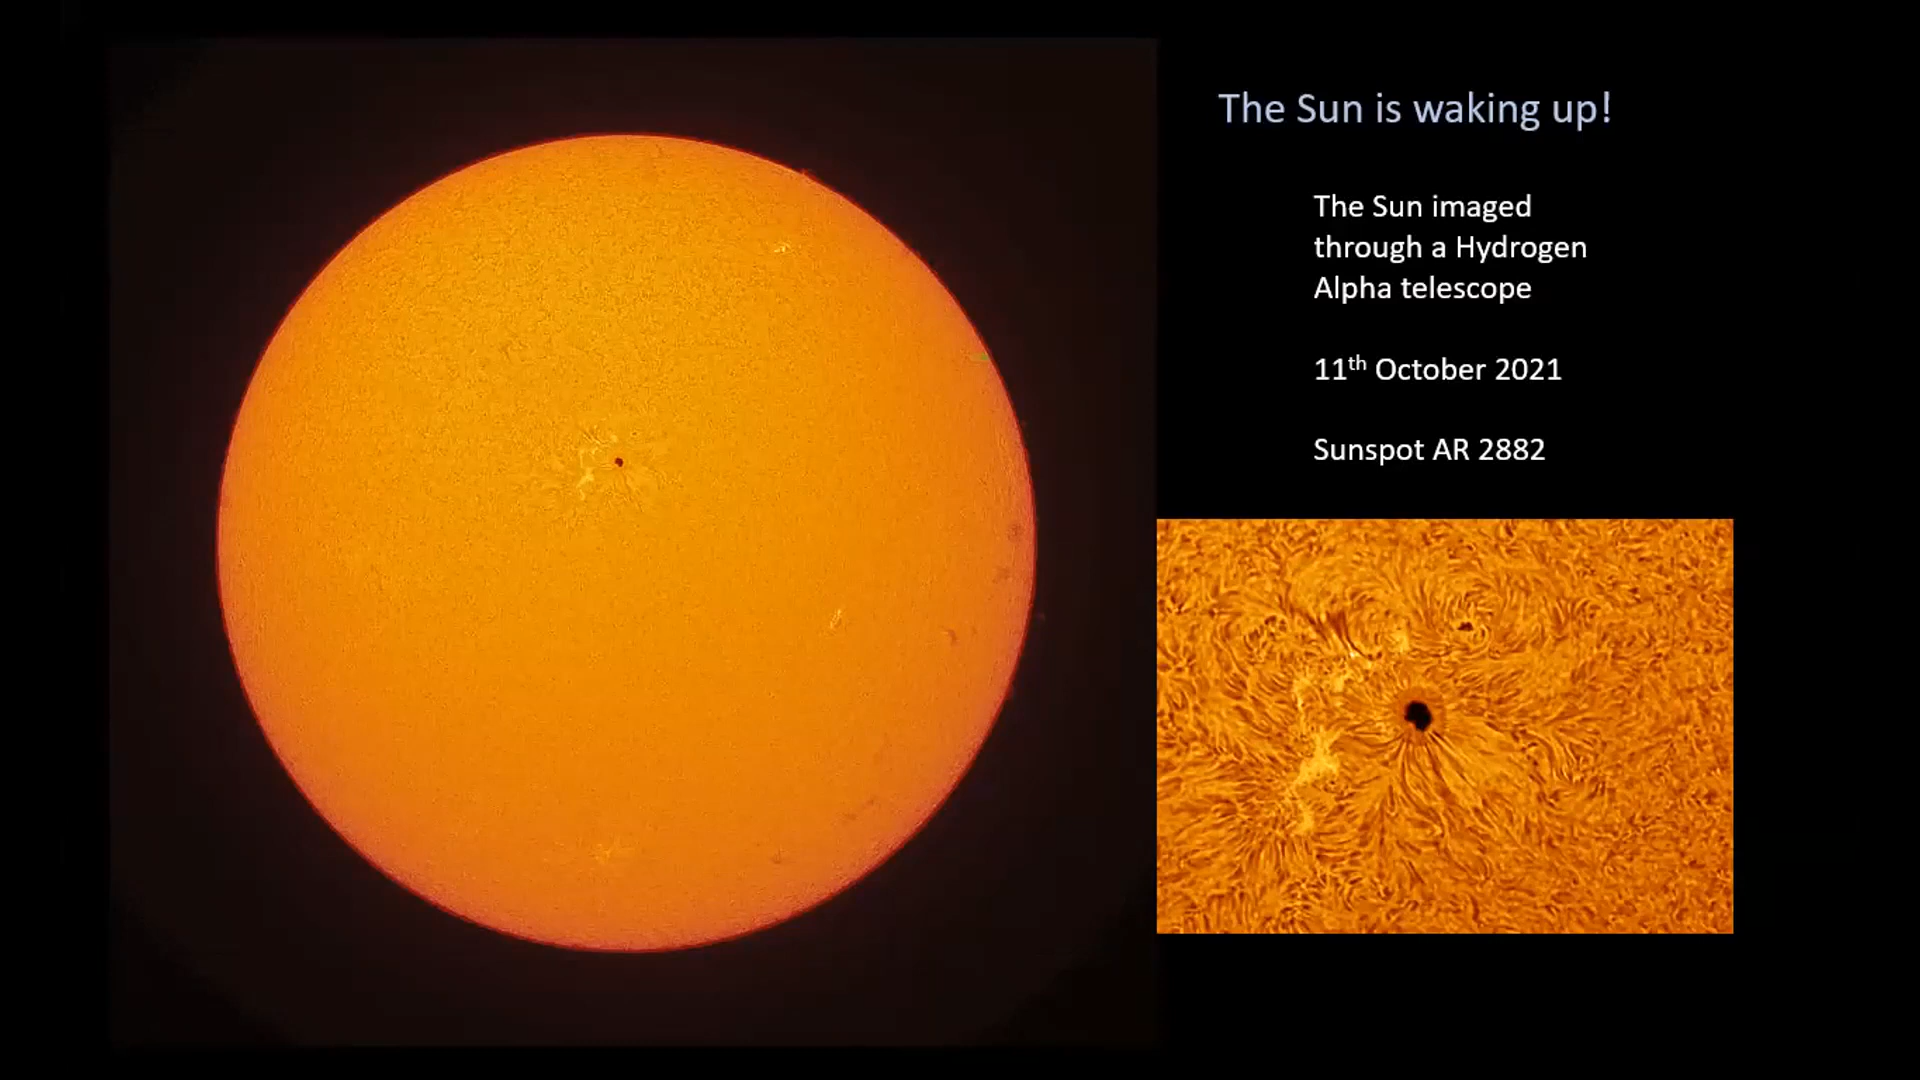 The Sun is waking up!
The Sun imaged
through a Hydrogen
Alpha telescope
11th October 2021
Sunspot AR 2882